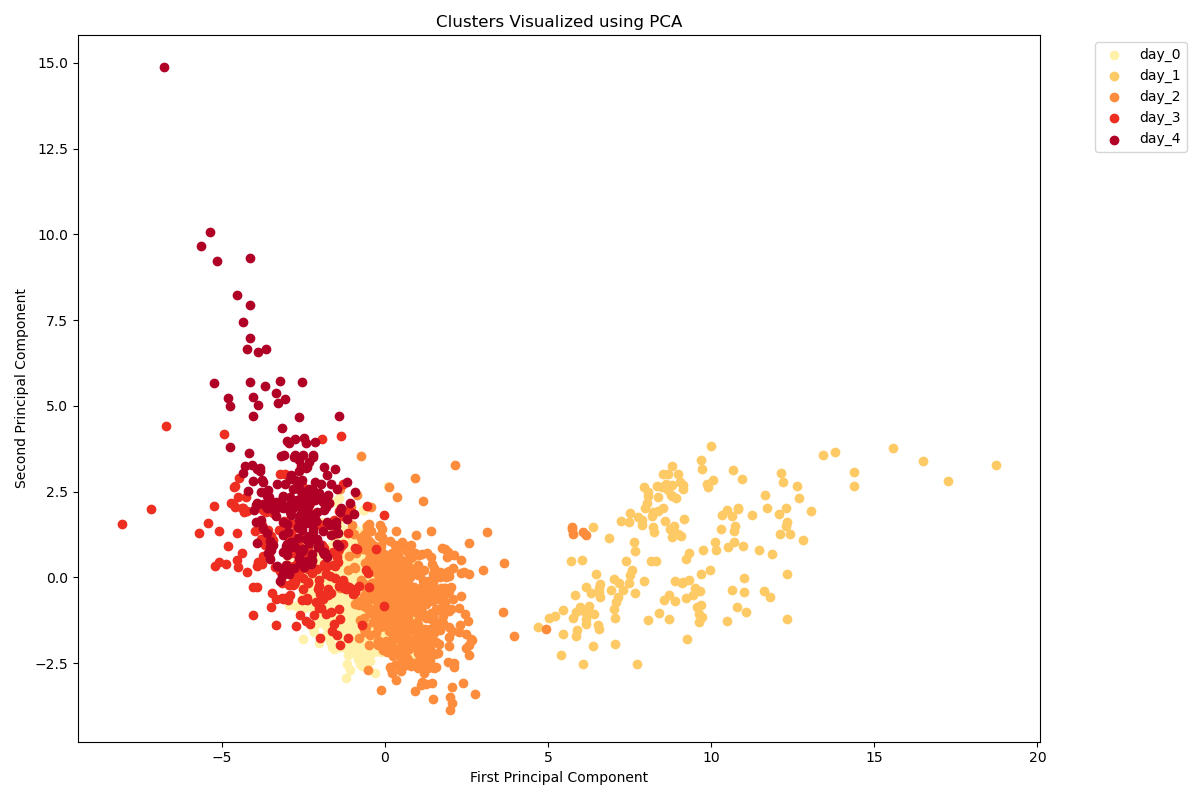 Clusters Visualized using PCA
day_0
day_1
day_2
day_3
day_4
15.0
12.5
10.0
7.5
5.0
2.5
0.0
−2.5
Second Principal Component
−5
0
5
10
15
20
First Principal Component